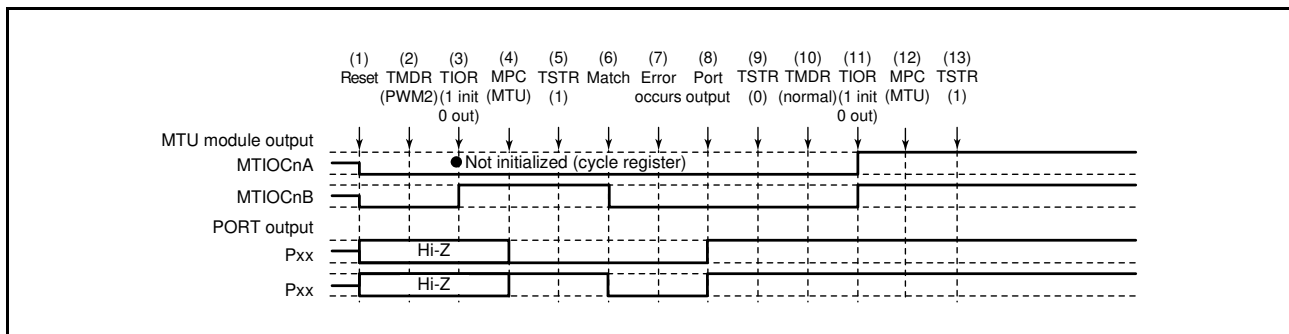 (1) (2) (3) (4) (5) (6) (7) (8) (9) (10) (11) (12) (13)
Reset TMDR TIOR MPC TSTR Match Error Port TSTR TMDR TIOR MPC TSTR
(PWM2) (1 init (MTU) (1) occurs output (0) (normal) (1 init (MTU) (1)
0 out) 0 out)
MTU module output
MTIOCnA
Not initialized (cycle register)
MTIOCnB
PORT output
Pxx
Hi-Z
Pxx
Hi-Z